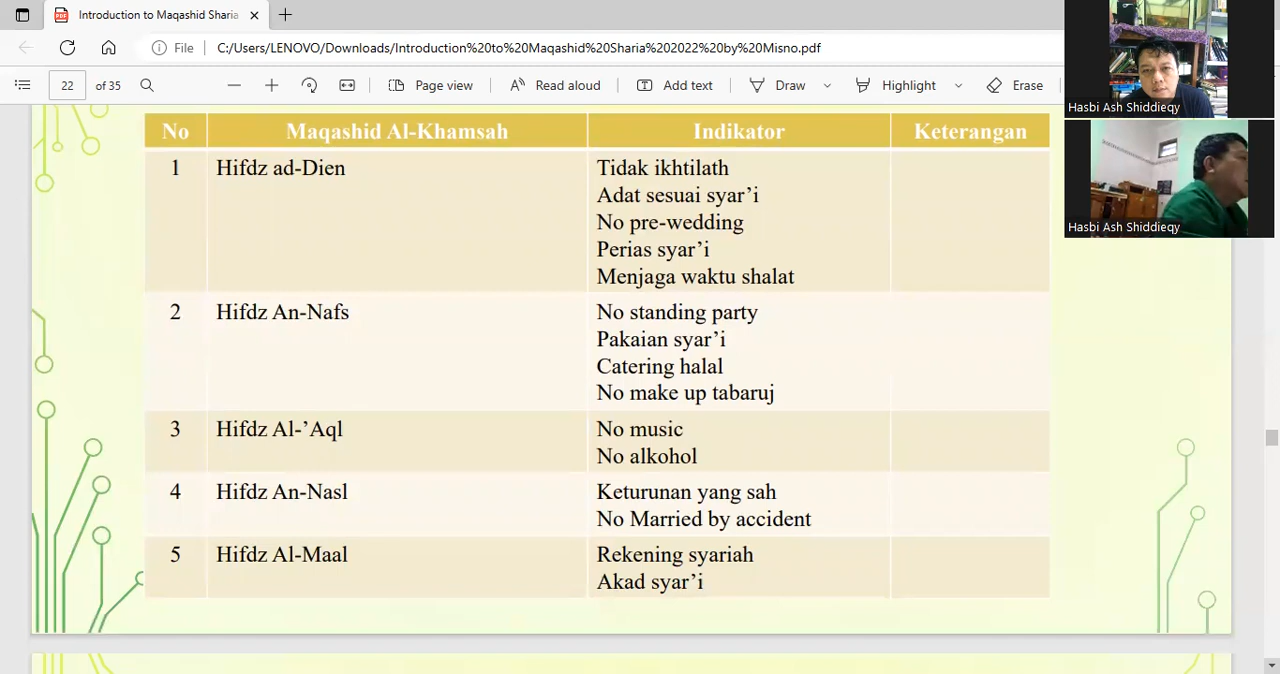 Introduction to Maqashid Sharia
File C:/Users/LENOVO/Downloads/Introduction%20to%20Maqashid%20Sharia%202022%20by%20Misno.pdf
22 of 35 Page view Read aloud Add text Draw Highlight Erase
Hasbi Ash Shiddieqy
Hasbi Ash Shiddieqy
No Maqashid Al-Khamsah Indikator Keterangan
1 Hifdz ad-Dien Tidak ikhtilath
Adat sesuai syar’i
No pre-wedding
Perias syar’i
Menjaga waktu shalat
2 Hifdz An-Nafs No standing party
Pakaian syar’i
Catering halal
No make up tabaruj
3 Hifdz Al-’Aql No music
No alkohol
4 Hifdz An-Nasl Keturunan yang sah
No Married by accident
5 Hifdz Al-Maal Rekening syariah
Akad syar’i